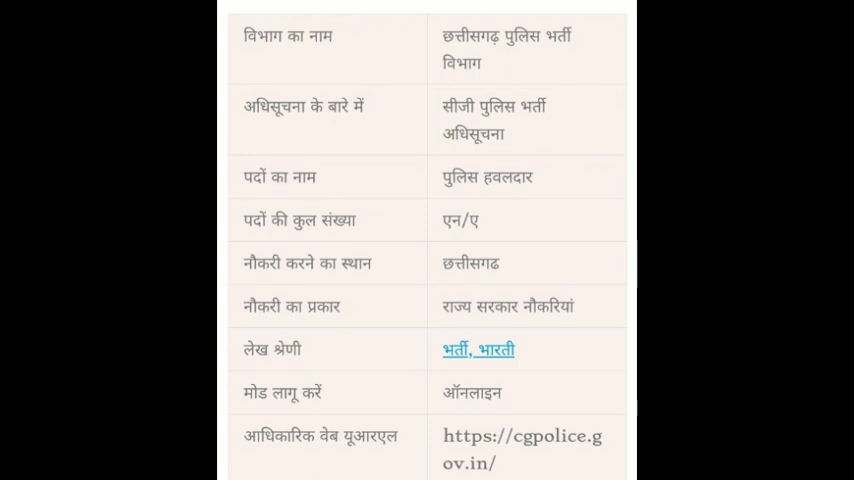 विभाग का नाम छत्तीसगढ़ पुलिस भर्ती
विभाग
अधिसूचना के बारे में सीजी पुलिस भर्ती
अधिसूचना
पदों का नाम पुलिस हवलदार
पदों की कुल संख्या एन/ए
नौकरी करने का स्थान छत्तीसगढ
नौकरी का प्रकार राज्य सरकार नौकरियां
लेख श्रेणी भर्ती, भारती
मोड लागू करें ऑनलाइन
आधिकारिक वेब यूआरएल https://cgpolice.g
ov.in/